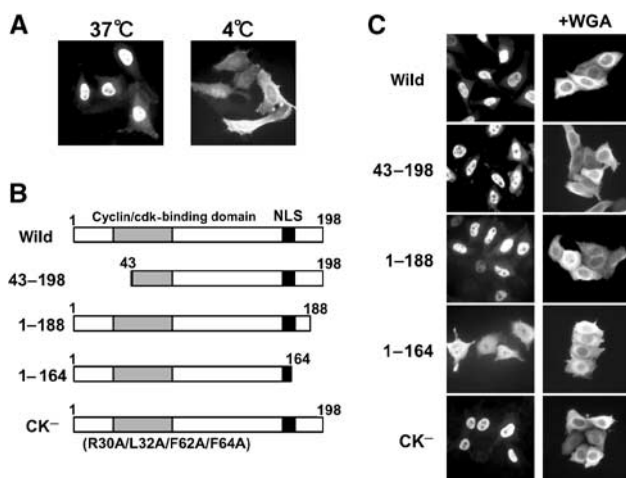 A
37℃ 4℃
B
1 Cyclin/cdk-binding domain NLS 198
Wild
43 198
43–198
1 188
1–188
1 164
1–164
1 198
CK–
(R30A/L32A/F62A/F64A)
C
+WGA
Wild
43–198
1–188
1–164
CK–